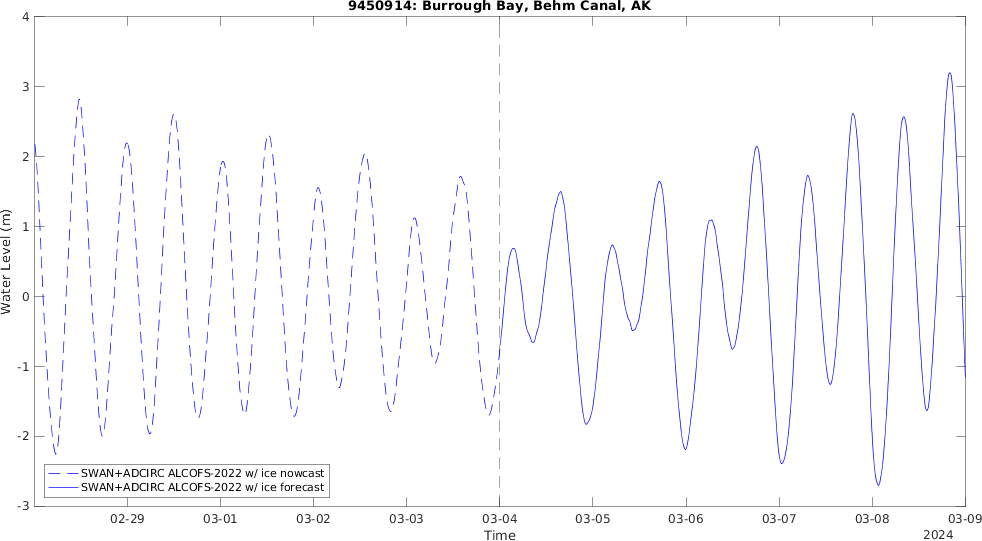 9450914: Burrough Bay, Behm Canal, AK
Water Level (m)
4
3
2
1
0
-1
-2
-3
SWAN+ADCIRC ALCOFS-2022 w/ ice nowcast
SWAN+ADCIRC ALCOFS-2022 w/ ice forecast
02-29 03-01 03-02 03-03 03-04 03-05 03-06 03-07 03-08 03-09
Time
2024